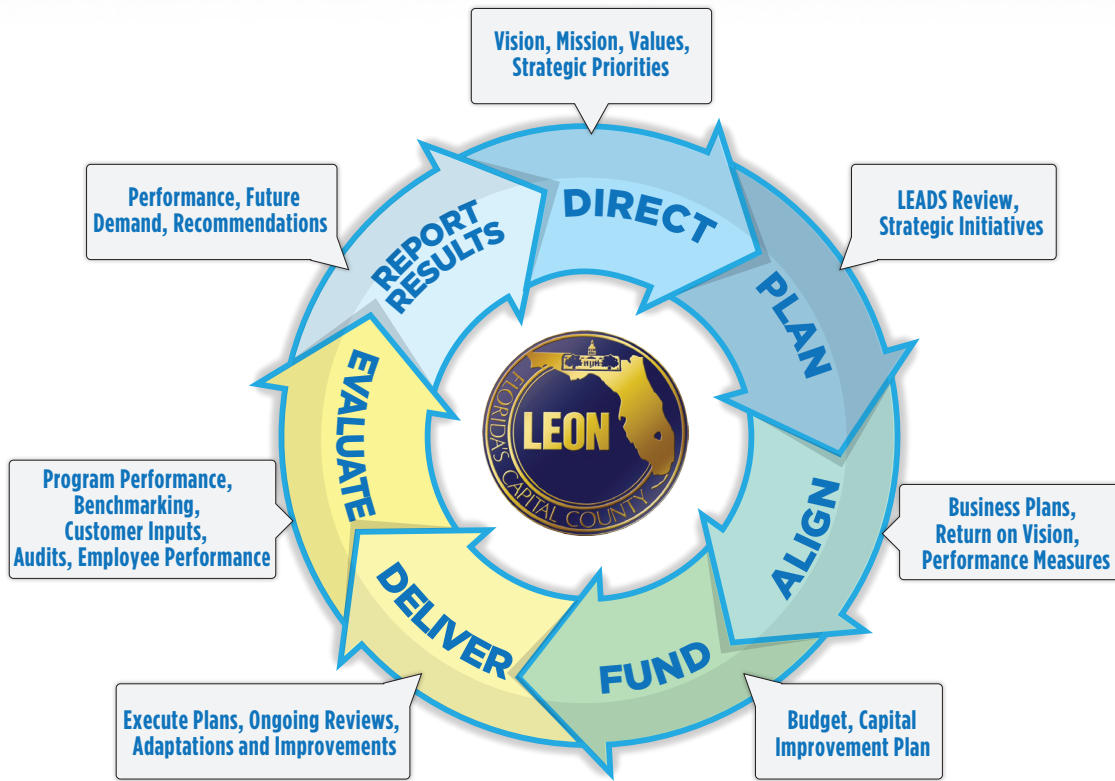 Vision, Mission, Values,
Strategic Priorities
DIRECT
LEADS Review,
Strategic Initiatives
PLAN
Business Plans,
Return on Vision,
Performance Measures
ALIGN
Budget, Capital
Improvement Plan
FUND
Execute Plans, Ongoing Reviews,
Adaptations and Improvements
DELIVER
Program Performance,
Benchmarking,
Customer Inputs,
Audits, Employee Performance
EVALUATE
Performance, Future
Demand, Recommendations
REPORT
RESULTS
LEON
FLORIDA'S CAPITAL COUNTY